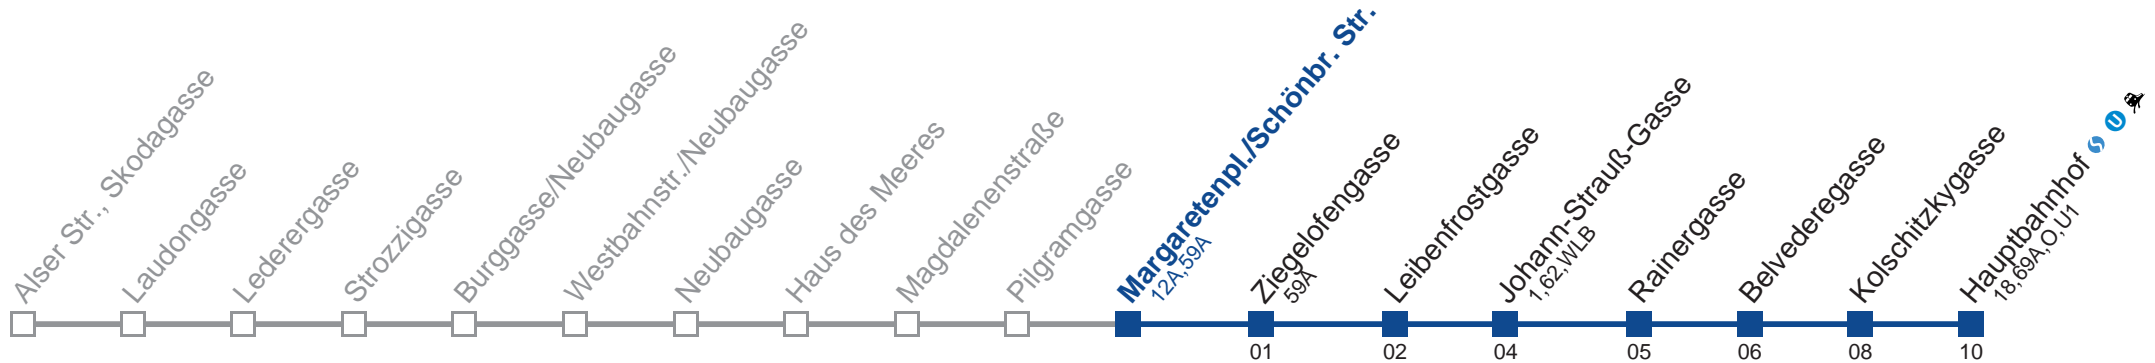 Alser Str., Skodagasse
Laudongasse
Lederergasse
Strozzigasse
Burggasse/Neubaugasse
Westbahnstr./Neubaugasse
Neubaugasse
Haus des Meeres
Magdalenenstraße
Pilgramgasse
Margaretenpl./Schönbr. Str.
12A,59A
Ziegelofengasse
59A
Leibenfrostgasse
Johann-Strauß-Gasse
1,62,WLB
Rainergasse
Belvederegasse
Kolschitzkygasse
Hauptbahnhof S U
18,69A,O,U1
01 02 04 05 06 08 10